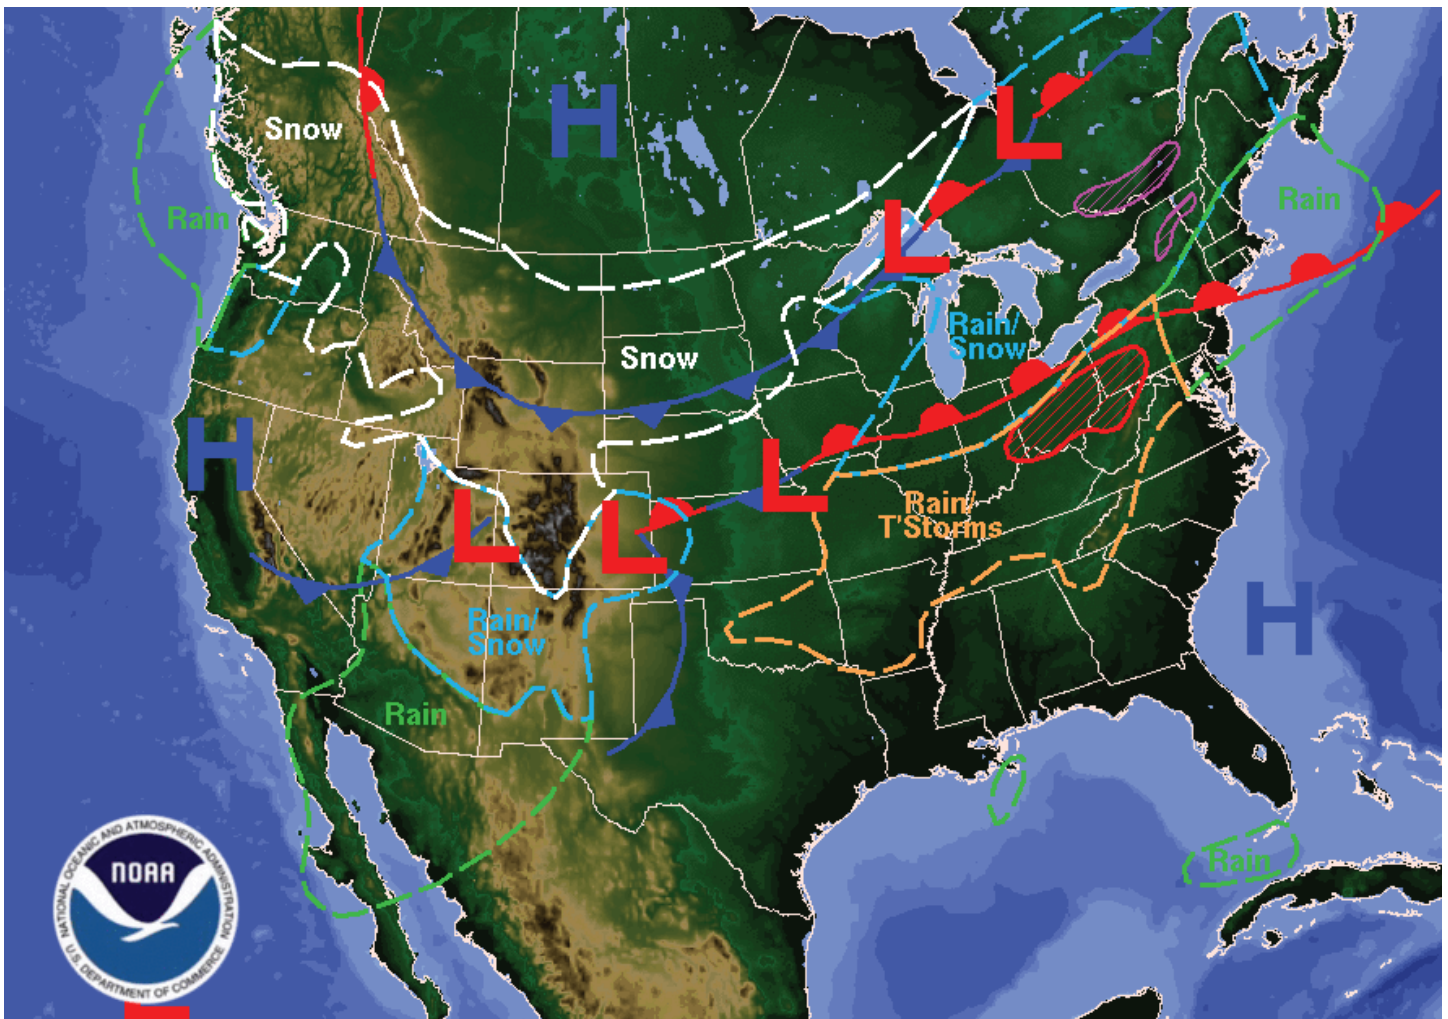 H
L
Snow
Rain
Rain
L
Rain/
Snow
Snow
H
L
L
L
Rain/
T'Storms
H
Rain/
Snow
Rain
Rain
NATIONAL OCEANIC AND ATMOSPHERIC ADMINISTRATION
NOAA
U.S. DEPARTMENT OF COMMERCE